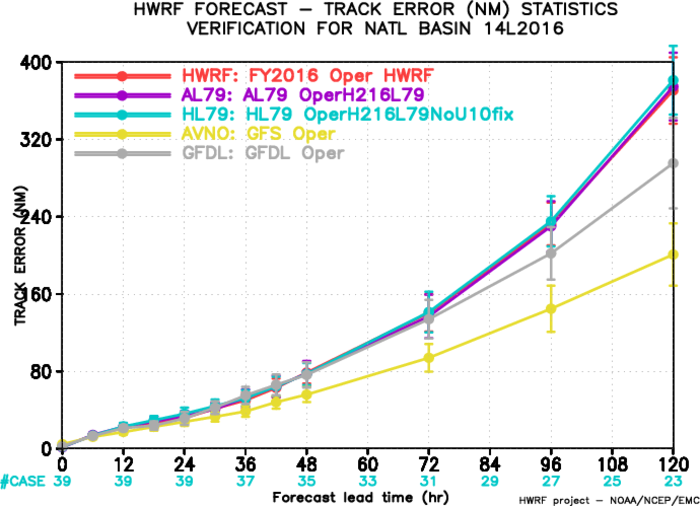 HWRF FORECAST – TRACK ERROR (NM) STATISTICS
VERIFICATION FOR NATL BASIN 14L2016
HWRF: FY2016 Oper HWRF
AL79: AL79 OperH216L79
HL79: HL79 OperH216L79NoU10fix
AVNO: GFS Oper
GFDL: GFDL Oper
TRACK ERROR (NM)
400
320
240
160
80
0
0 12 24 36 48 60 72 84 96 108 120
#CASE 39 39 39 37 35 33 31 29 27 25 23
Forecast lead time (hr)
HWRF project – NOAA/NCEP/EMC